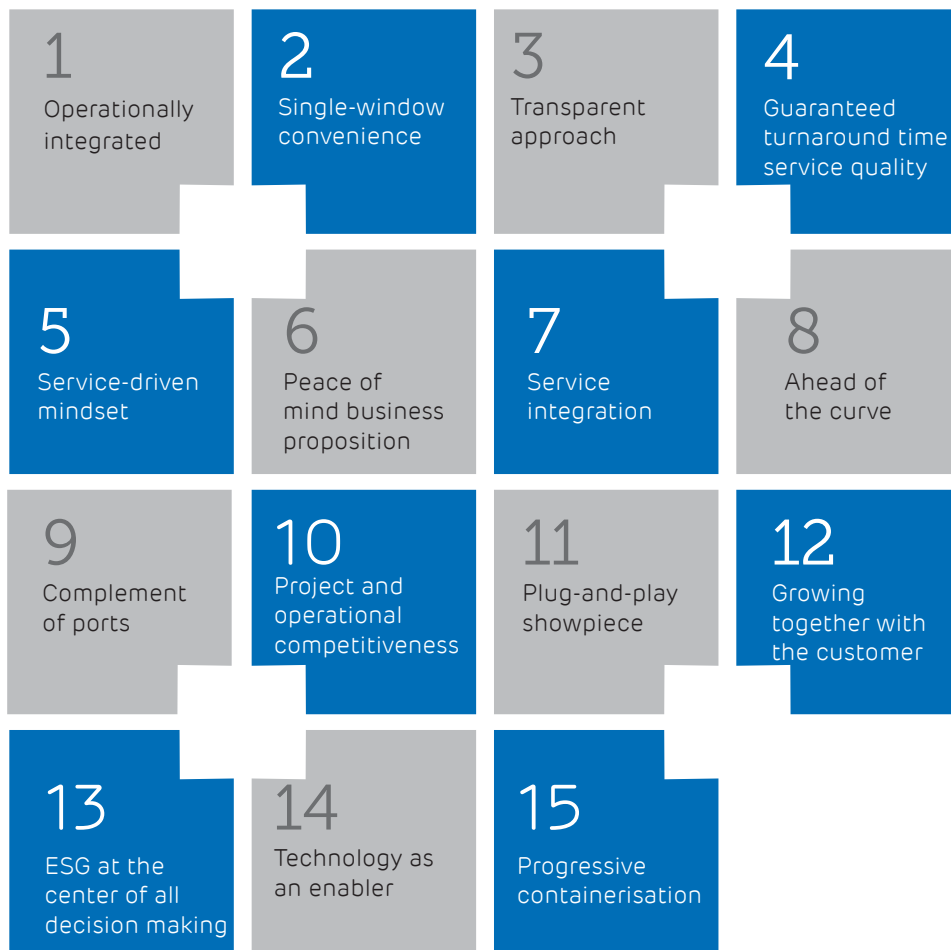 1
Operationally
integrated
2
Single-window
convenience
3
Transparent
approach
4
Guaranteed
turnaround time
service quality
5
Service-driven
mindset
6
Peace of
mind business
proposition
7
Service
integration
8
Ahead of
the curve
9
Complement
of ports
10
Project and
operational
competitiveness
11
Plug-and-play
showpiece
12
Growing
together with
the customer
13
ESG at the
center of all
decision making
14
Technology as
an enabler
15
Progressive
containerisation